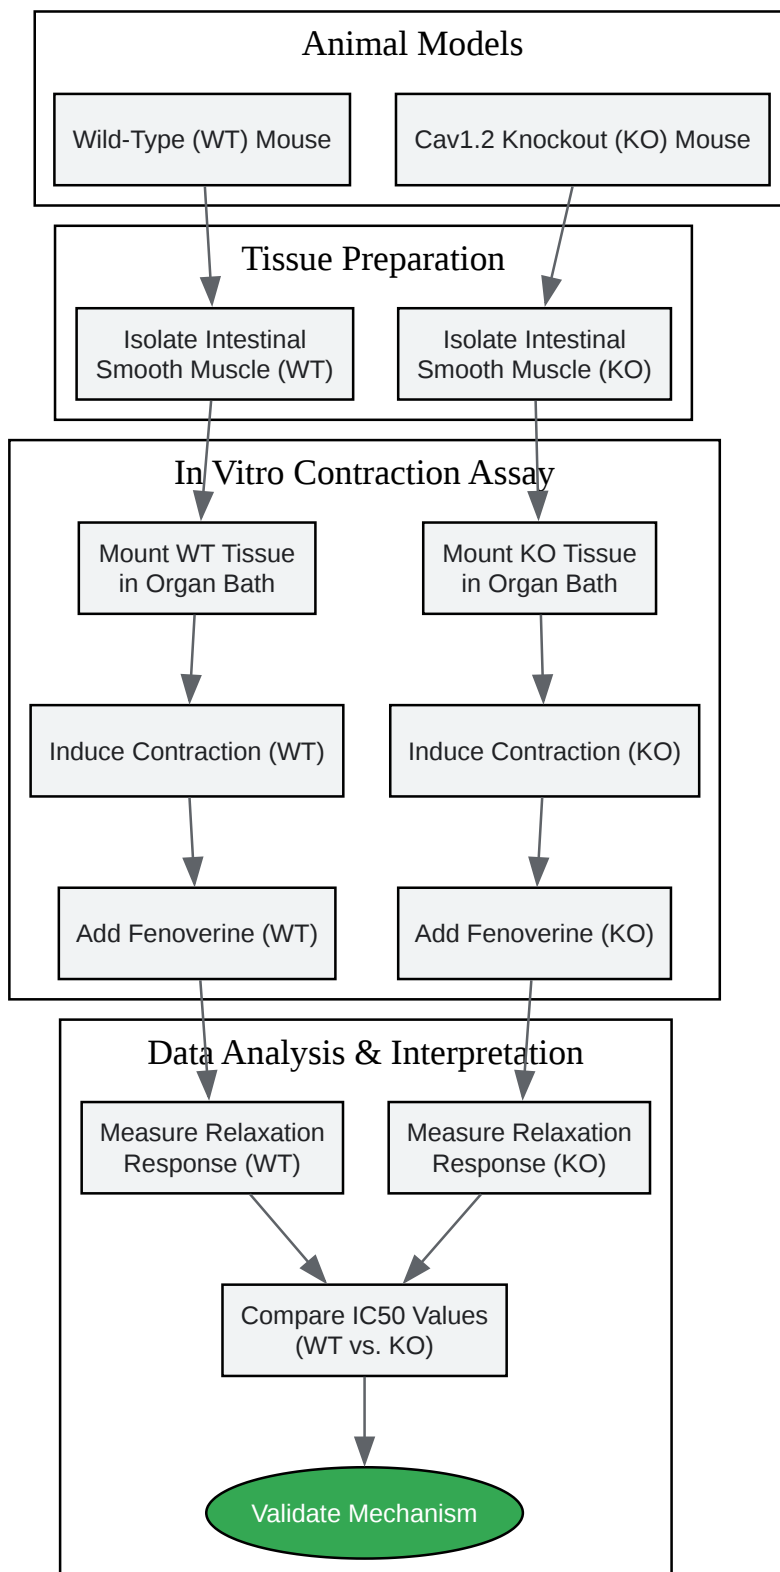 Animal Models
Wild-Type (WT) Mouse
Cav1.2 Knockout (KO) Mouse
Tissue Preparation
Isolate Intestinal
Smooth Muscle (WT)
Isolate Intestinal
Smooth Muscle (KO)
In Vitro Contraction Assay
Mount WT Tissue
in Organ Bath
Mount KO Tissue
in Organ Bath
Induce Contraction (WT)
Induce Contraction (KO)
Add Fenoverine (WT)
Add Fenoverine (KO)
Data Analysis & Interpretation
Measure Relaxation
Response (WT)
Measure Relaxation
Response (KO)
Compare IC50 Values
(WT vs. KO)
Validate Mechanism